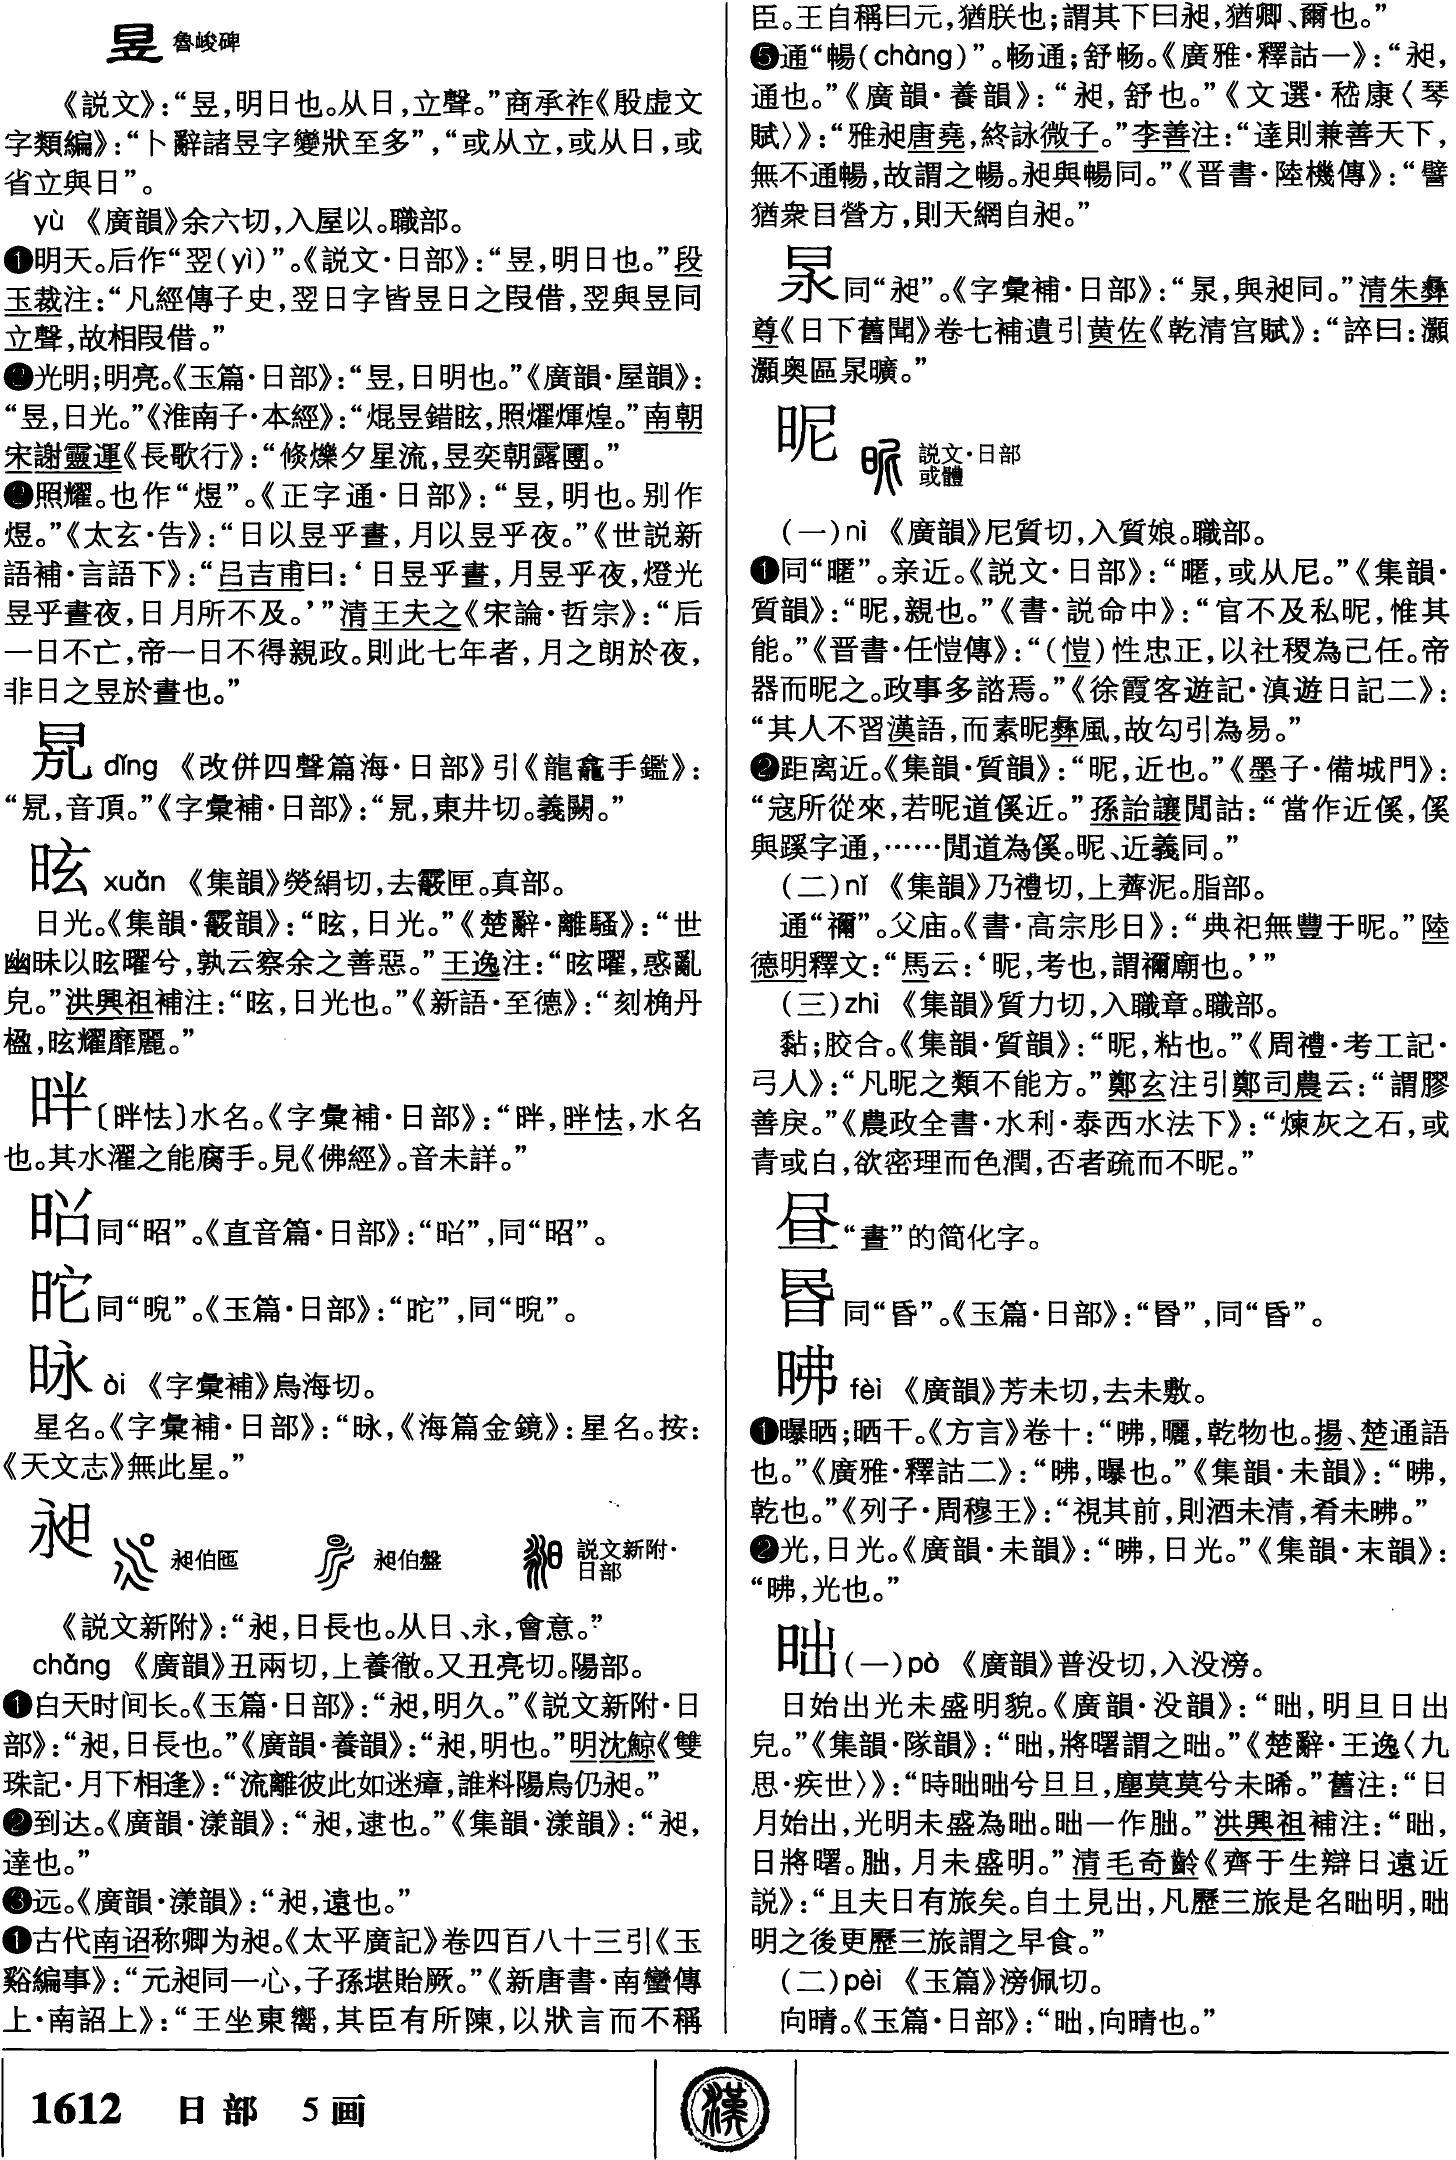 昱 魯峻碑
《説文》：“昱，明日也。从日，立聲。”商承祚《殷虚文
字類編》：“卜辭諸昱字變狀至多”，“或从立，或从日，或
省立與日”。
yù 《廣韻》余六切，入屋以。職部。
❶明天。后作“翌(yì)”。《説文·日部》：“昱，明日也。”段
玉裁注：“凡經傳子史，翌日字皆昱日之叚借，翌與昱同
立聲，故相叚借。”
❷光明；明亮。《玉篇·日部》：“昱，日明也。”《廣韻·屋韻》：
“昱，日光。”《淮南子·本經》：“焜昱錯眩，照燿煇煌。”南朝
宋謝靈運《長歌行》：“倏爍夕星流，昱奕朝露團。”
❸照耀。也作“煜”。《正字通·日部》：“昱，明也。别作
煜。”《太玄·告》：“日以昱乎晝，月以昱乎夜。”《世説新
語補·言語下》：“吕吉甫曰：‘日昱乎晝，月昱乎夜，燈光
昱乎晝夜，日月所不及。’”清王夫之《宋論·哲宗》：“后
一日不亡，帝一日不得親政。則此七年者，月之朗於夜，
非日之昱於晝也。”
dǐng 《改併四聲篇海·日部》引《龍龕手鑑》：
“，音頂。”《字彙補·日部》：“，東井切。義闕。”
昡 xuǎn 《集韻》熒絹切，去霰匣。真部。
日光。《集韻·霰韻》：“昡，日光。”《楚辭·離騷》：“世
幽昧以昡曜兮，孰云察余之善惡。”王逸注：“昡曜，惑亂
皃。”洪興祖補注：“昡，日光也。”《新語·至德》：“刻桷丹
楹，昡耀靡麗。”
㫠〔㫠怯〕水名。《字彙補·日部》：“㫠，㫠怯，水名
也。其水濯之能腐手。見《佛經》。音未詳。”
同“昭”。《直音篇·日部》：“”，同“昭”。
同“晲”。《玉篇·日部》：“”，同“晲”。
昹 ǎi 《字彙補》烏海切。
星名。《字彙補·日部》：“昹，《海篇金鏡》：星名。按：
《天文志》無此星。”
昶 昶伯匜 昶伯盤 説文新附·
日部
《説文新附》：“昶，日長也。从日、永，會意。”
chǎng 《廣韻》丑兩切，上養徹。又丑亮切。陽部。
❶白天时间长。《玉篇·日部》：“昶，明久。”《説文新附·日
部》：“昶，日長也。”《廣韻·養韻》：“昶，明也。”明沈鯨《雙
珠記·月下相逢》：“流離彼此如迷瘴，誰料陽烏仍昶。”
❷到达。《廣韻·漾韻》：“昶，逮也。”《集韻·漾韻》：“昶，
達也。”
❸远。《廣韻·漾韻》：“昶，遠也。”
❶古代南诏称卿为昶。《太平廣記》卷四百八十三引《玉
谿編事》：“元昶同一心，子孫堪貽厥。”《新唐書·南蠻傳
上·南詔上》：“王坐東嚮，其臣有所陳，以狀言而不稱
臣。王自稱曰元，猶朕也；謂其下曰昶，猶卿、爾也。”
❺通“暢(chàng)”。畅通；舒畅。《廣雅·釋詁一》：“昶，
通也。”《廣韻·養韻》：“昶，舒也。”《文選·嵇康〈琴
賦〉》：“雅昶唐堯，終詠微子。”李善注：“達則兼善天下，
無不通暢，故謂之暢。昶與暢同。”《晋書·陸機傳》：“譬
猶衆目營方，則天網自昶。”
㫤同“昶”。《字彙補·日部》：“㫤，與昶同。”清朱彝
尊《日下舊聞》卷七補遺引黄佐《乾清宫賦》：“誶曰：灝
灝奥區㫤曠。”
昵 説文·日部
或體
(一)nì 《廣韻》尼質切，入質娘。職部。
❶同“暱”。亲近。《説文·日部》：“暱，或从尼。”《集韻·
質韻》：“昵，親也。”《書·説命中》：“官不及私昵，惟其
能。”《晋書·任愷傳》：“(愷)性忠正，以社稷為己任。帝
器而昵之。政事多諮焉。”《徐霞客遊記·滇遊日記二》：
“其人不習漢語，而素昵彝風，故勾引為易。”
❷距离近。《集韻·質韻》：“昵，近也。”《墨子·備城門》：
“寇所從來，若昵道傒近。”孫詒讓閒詁：“當作近傒，傒
與蹊字通，……閒道為傒。昵、近義同。”
(二)nǐ 《集韻》乃禮切，上薺泥。脂部。
通“禰”。父庙。《書·高宗肜日》：“典祀無豐于昵。”陸
德明釋文：“馬云：‘昵，考也，謂禰廟也。’”
(三)zhì 《集韻》質力切，入職章。職部。
黏；胶合。《集韻·質韻》：“昵，粘也。”《周禮·考工記·
弓人》：“凡昵之類不能方。”鄭玄注引鄭司農云：“謂膠
善戾。”《農政全書·水利·泰西水法下》：“煉灰之石，或
青或白，欲密理而色潤，否者疏而不昵。”
昼“晝”的简化字。
昬同“昏”。《玉篇·日部》：“昬”，同“昏”。
昲 fèi 《廣韻》芳未切，去未敷。
❶曝晒；晒干。《方言》卷十：“昲，曬，乾物也。揚、楚通語
也。”《廣雅·釋詁二》：“昲，曝也。”《集韻·未韻》：“昲，
乾也。”《列子·周穆王》：“視其前，則酒未清，肴未昲。”
❷光，日光。《廣韻·未韻》：“昲，日光。”《集韻·末韻》：
“昲，光也。”
昢(一)pò 《廣韻》普没切，入没滂。
日始出光未盛明貌。《廣韻·没韻》：“昢，明旦日出
皃。”《集韻·隊韻》：“昢，將曙謂之昢。”《楚辭·王逸〈九
思·疾世〉》：“時昢昢兮旦旦，塵莫莫兮未晞。”舊注：“日
月始出，光明未盛為昢。昢一作朏。”洪興祖補注：“昢，
日將曙。朏，月未盛明。”清毛奇齡《齊于生辯日遠近
説》：“且夫日有旅矣。自土見出，凡歷三旅是名昢明，昢
明之後更歷三旅謂之早食。”
(二)pèi 《玉篇》滂佩切。
向晴。《玉篇·日部》：“昢，向晴也。”
1612 日部 5画
漢